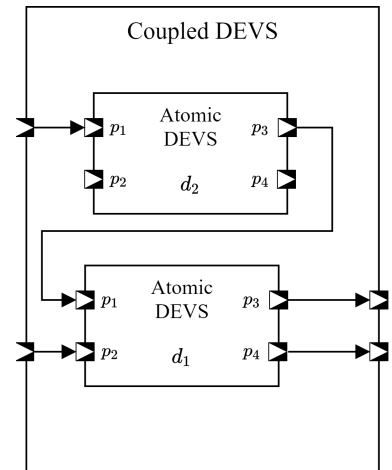 Coupled DEVS
Atomic
DEVS
p₁ p₃
p₂ p₄
d₂
Atomic
DEVS
p₁ p₃
p₂ p₄
d₁